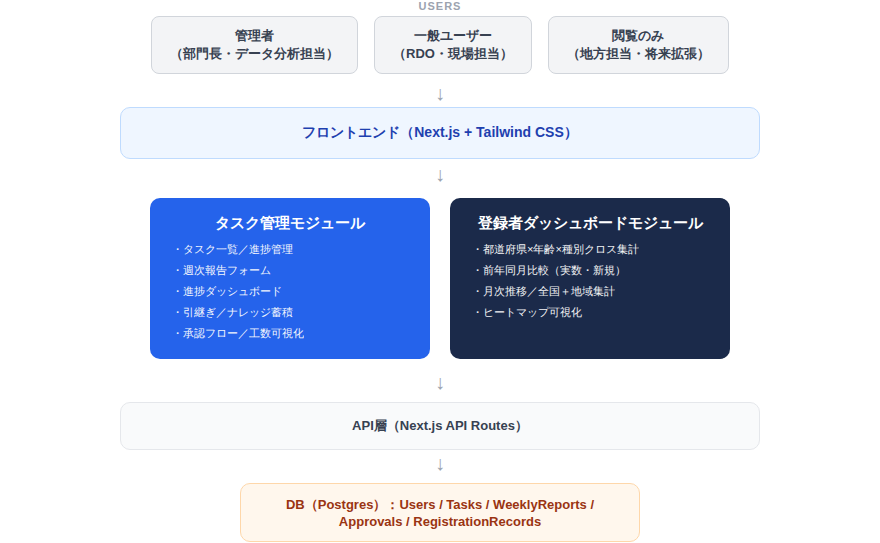 USERS
管理者
（部門長・データ分析担当）
一般ユーザー
（RDO・現場担当）
閲覧のみ
（地方担当・将来拡張）
↓
フロントエンド（Next.js + Tailwind CSS）
↓
タスク管理モジュール
・タスク一覧／進捗管理
・週次報告フォーム
・進捗ダッシュボード
・引継ぎ／ナレッジ蓄積
・承認フロー／工数可視化
登録者ダッシュボードモジュール
・都道府県×年齢×種別クロス集計
・前年同月比較（実数・新規）
・月次推移／全国＋地域集計
・ヒートマップ可視化
↓
API層（Next.js API Routes）
↓
DB（Postgres）：Users / Tasks / WeeklyReports /
Approvals / RegistrationRecords